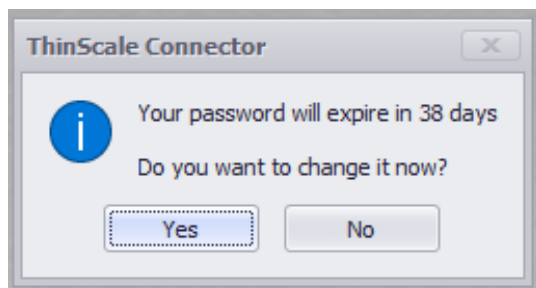 ThinScale Connector
Your password will expire in 38 days
Do you want to change it now?
Yes
No